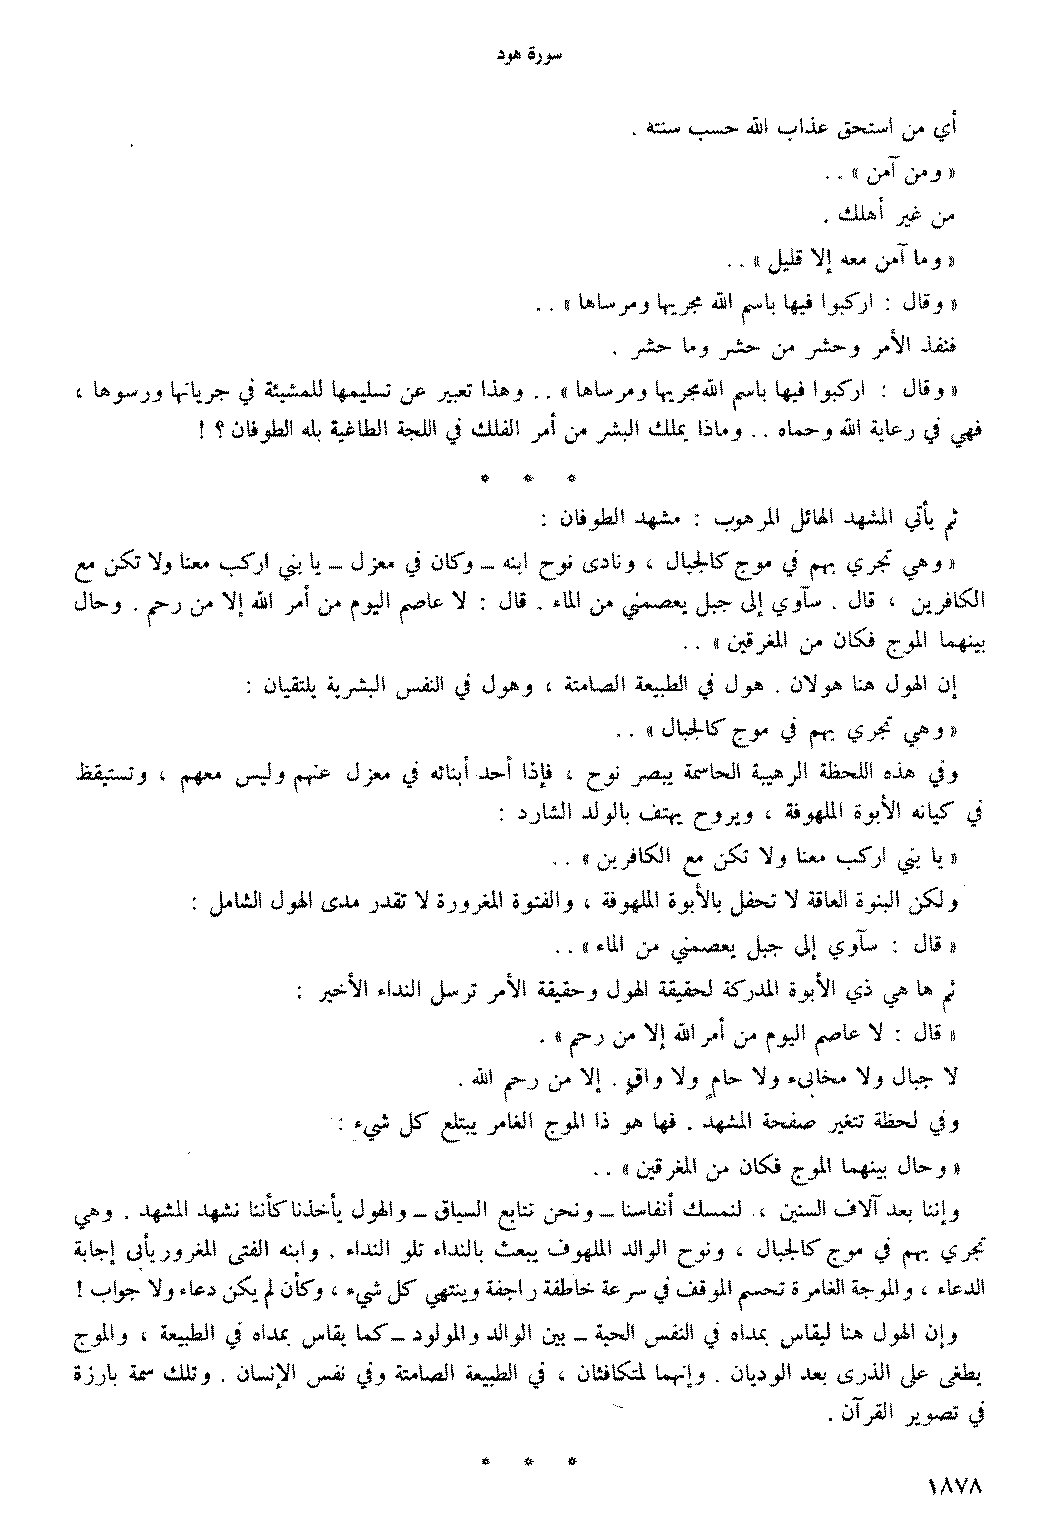 سورة هود
أي من استحق عذاب الله حسب سنته .
« ومن آمن » . .
من غير أهلك .
« وما آمن معه إلا قليل » . .
« وقال : اركبوا فيها باسم الله مجريها ومرساها » . .
فنفذ الأمر وحشر من حشر وما حشر .
« وقال : اركبوا فيها باسم الله مجريها ومرساها » . . وهذا تعبير عن تسليمها للمشيئة في جريانها ورسوها ،
فهي في رعاية الله وحماه . . وماذا يملك البشر من أمر الفلك في اللجة الطاغية بله الطوفان ؟ !
* * *
ثم يأتي المشهد الهائل المرهوب : مشهد الطوفان :
« وهي تجري بهم في موج كالجبال ، ونادى نوح ابنه – وكان في معزل – يا بني اركب معنا ولا تكن مع
الكافرين ، قال . سآوي إلى جبل يعصمني من الماء . قال : لا عاصم اليوم من أمر الله إلا من رحم . وحال
بينهما الموج فكان من المغرقين » . .
إن الهول هنا هولان . هول في الطبيعة الصامتة ، وهول في النفس البشرية يلتقيان :
« وهي تجري بهم في موج كالجبال » . .
وفي هذه اللحظة الرهيبة الحاسمة يبصر نوح ، فإذا أحد أبنائه في معزل عنهم وليس معهم ، وتستيقظ
في كيانه الأبوة الملهوفة ، ويروح يهتف بالولد الشارد :
« يا بني اركب معنا ولا تكن مع الكافرين » . .
ولكن البنوة العاقة لا تحفل بالأبوة الملهوفة ، والفتوة المغرورة لا تقدر مدى الهول الشامل :
« قال : سآوي إلى جبل يعصمني من الماء » . .
ثم ها هي ذي الأبوة المدركة لحقيقة الهول وحقيقة الأمر ترسل النداء الأخير :
« قال : لا عاصم اليوم من أمر الله إلا من رحم » .
لا جبال ولا مخابىء ولا حامٍ ولا واقٍ . إلا من رحم الله .
وفي لحظة تتغير صفحة المشهد . فها هو ذا الموج الغامر يبتلع كل شيء :
« وحال بينهما الموج فكان من المغرقين » . .
وإننا بعد آلاف السنين ، لنمسك أنفاسنا – ونحن نتابع السياق – والهول يأخذنا كأننا نشهد المشهد . وهي
تجري بهم في موج كالجبال ، ونوح الوالد الملهوف يبعث بالنداء تلو النداء . وابنه الفتى المغرور يأبى إجابة
الدعاء ، والموجة الغامرة تحسم الموقف في سرعة خاطفة راجفة وينتهي كل شيء ، وكأن لم يكن دعاء ولا جواب !
وإن الهول هنا ليقاس بمداه في النفس الحية – بين الوالد والمولود – كما يقاس بمداه في الطبيعة ، والموج
يطغى على الذرى بعد الوديان . وإنهما لمتكافئان ، في الطبيعة الصامتة وفي نفس الإنسان . وتلك سمة بارزة
في تصوير القرآن .
* * *
١٨٧٨